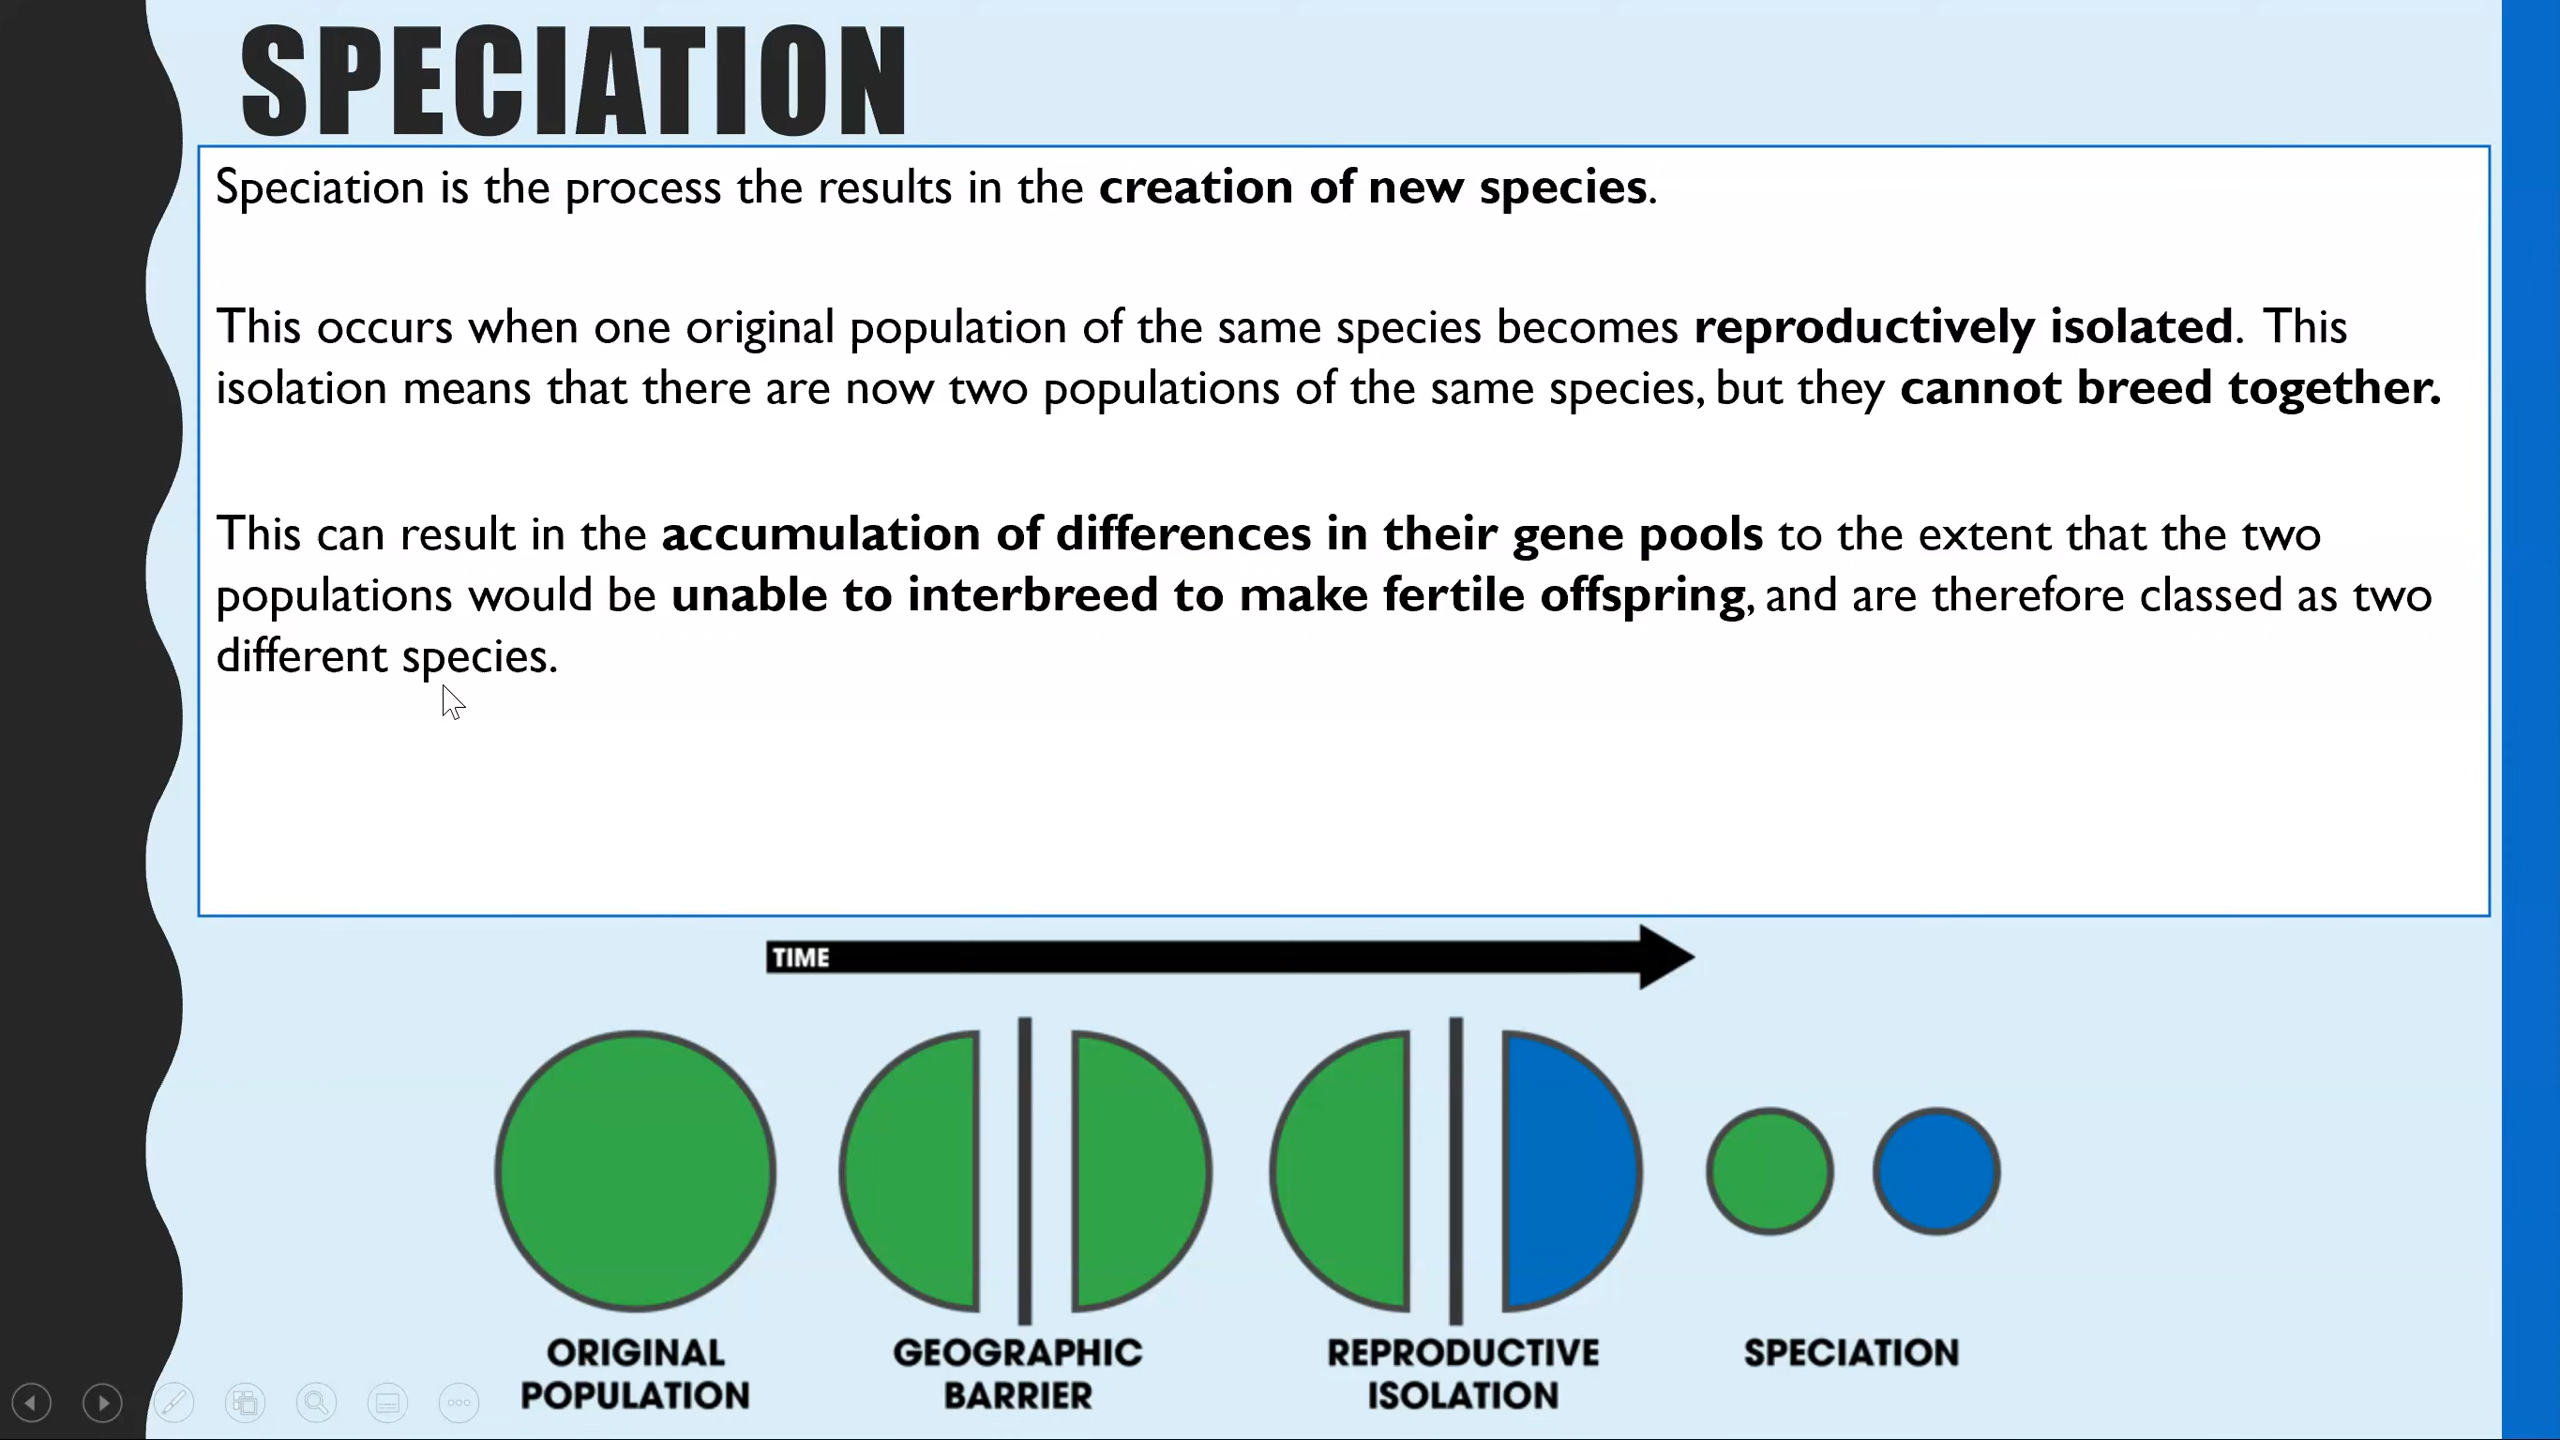 SPECIATION
Speciation is the process the results in the creation of new species.
This occurs when one original population of the same species becomes reproductively isolated. This
isolation means that there are now two populations of the same species, but they cannot breed together.
This can result in the accumulation of differences in their gene pools to the extent that the two
populations would be unable to interbreed to make fertile offspring, and are therefore classed as two
different species.
TIME
ORIGINAL
POPULATION
GEOGRAPHIC
BARRIER
REPRODUCTIVE
ISOLATION
SPECIATION